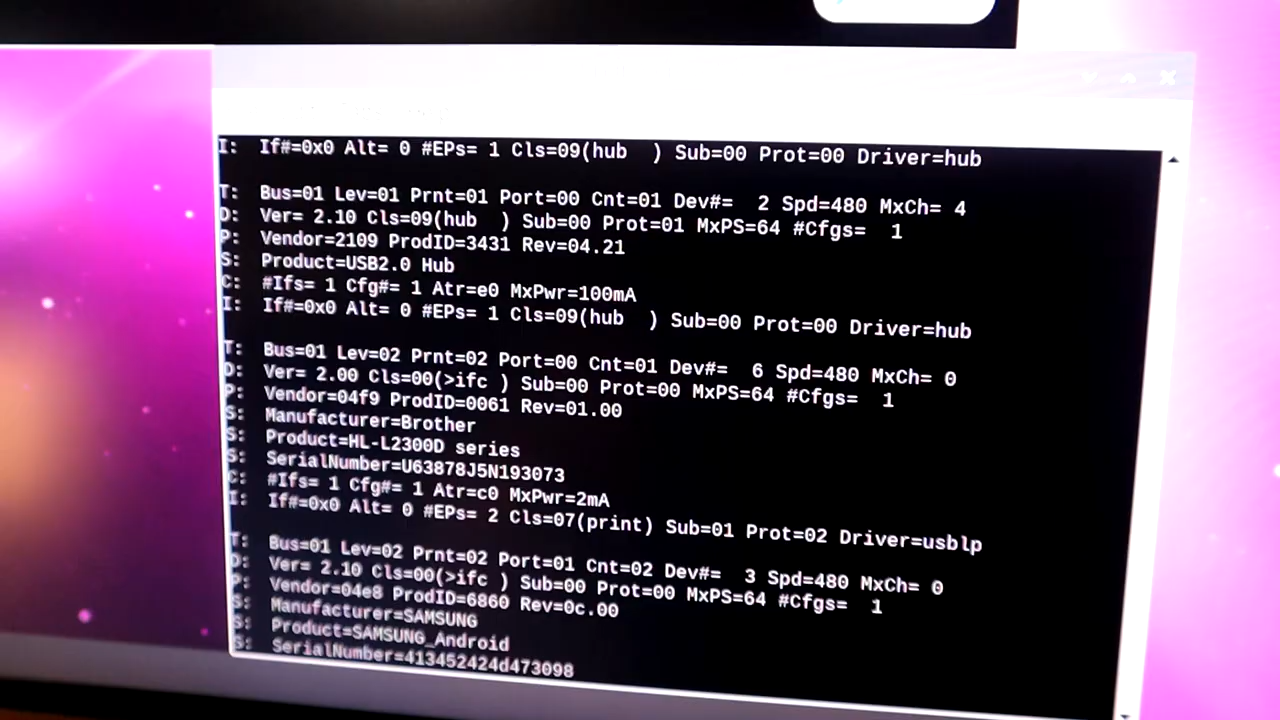 I: If#=0x0 Alt= 0 #EPs= 1 Cls=09(hub ) Sub=00 Prot=00 Driver=hub
T: Bus=01 Lev=01 Prnt=01 Port=00 Cnt=01 Dev#= 2 Spd=480 MxCh= 4
D: Ver= 2.10 Cls=09(hub ) Sub=00 Prot=01 MxPS=64 #Cfgs= 1
P: Vendor=2109 ProdID=3431 Rev=04.21
S: Product=USB2.0 Hub
C: #Ifs= 1 Cfg#= 1 Atr=e0 MxPwr=100mA
I: If#=0x0 Alt= 0 #EPs= 1 Cls=09(hub ) Sub=00 Prot=00 Driver=hub
T: Bus=01 Lev=02 Prnt=02 Port=00 Cnt=01 Dev#= 6 Spd=480 MxCh= 0
D: Ver= 2.00 Cls=00(>ifc ) Sub=00 Prot=00 MxPS=64 #Cfgs= 1
P: Vendor=04f9 ProdID=0061 Rev=01.00
S: Manufacturer=Brother
S: Product=HL-L2300D series
S: SerialNumber=U63878J5N193073
C: #Ifs= 1 Cfg#= 1 Atr=c0 MxPwr=2mA
I: If#=0x0 Alt= 0 #EPs= 2 Cls=07(print) Sub=01 Prot=02 Driver=usblp
T: Bus=01 Lev=02 Prnt=02 Port=01 Cnt=02 Dev#= 3 Spd=480 MxCh= 0
D: Ver= 2.10 Cls=00(>ifc ) Sub=00 Prot=00 MxPS=64 #Cfgs= 1
P: Vendor=04e8 ProdID=6860 Rev=0c.00
S: Manufacturer=SAMSUNG
S: Product=SAMSUNG_Android
S: SerialNumber=413452424d473098